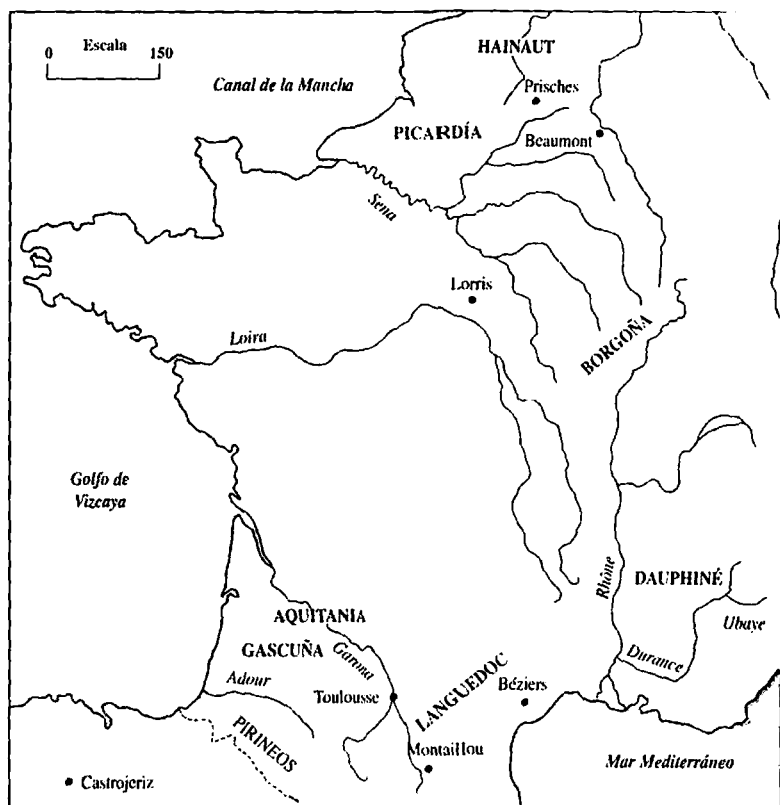 Escala
0 150
HAINAUT
Canal de la Mancha
Prisches
PICARDÍA
Beaumont
Sena
Lorris
Loira
BORGOÑA
Golfo de
Vizcaya
Rhône
DAUPHINÉ
Ubaye
AQUITANIA
GASCUÑA
Garona
Durance
Adour
Toulousse
LANGUEDOC
Béziers
PIRINEOS
Montaillou
Mar Mediterráneo
Castrojeriz